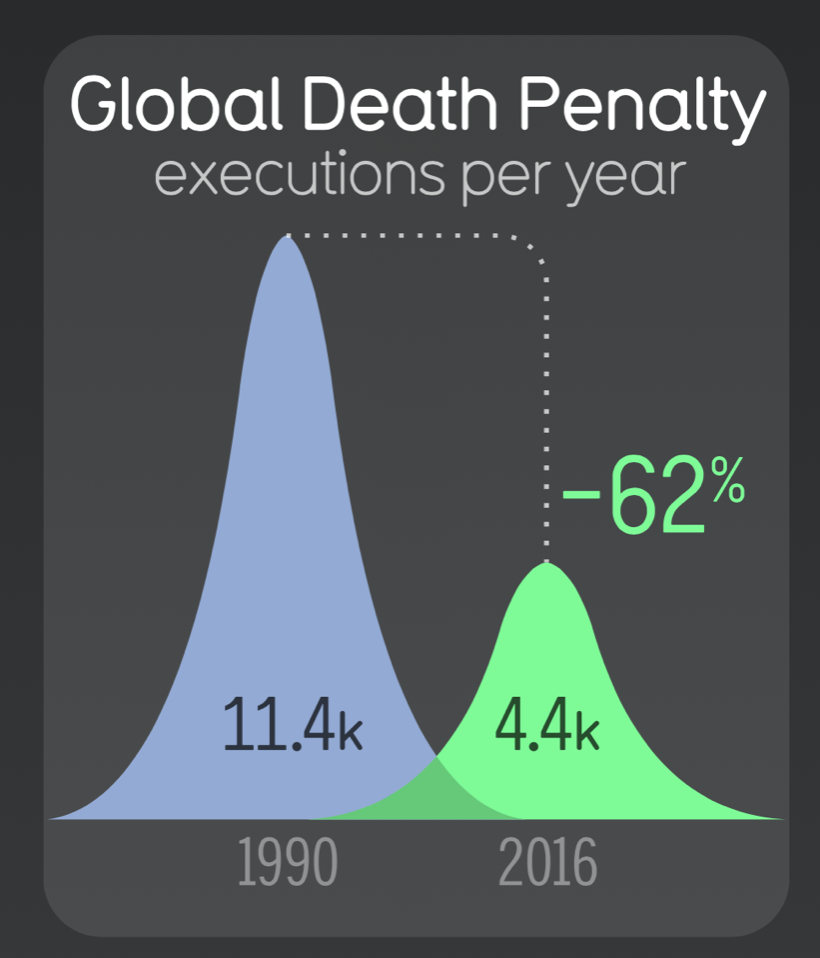 Global Death Penalty
executions per year
-62%
11.4k
4.4k
1990
2016